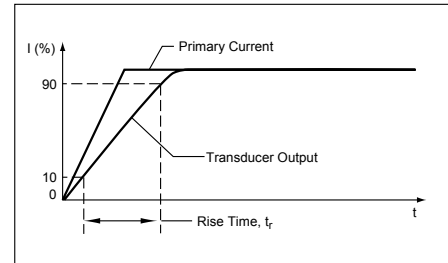 I (%)
Primary Current
90
Transducer Output
10
0
t
Rise Time, tr